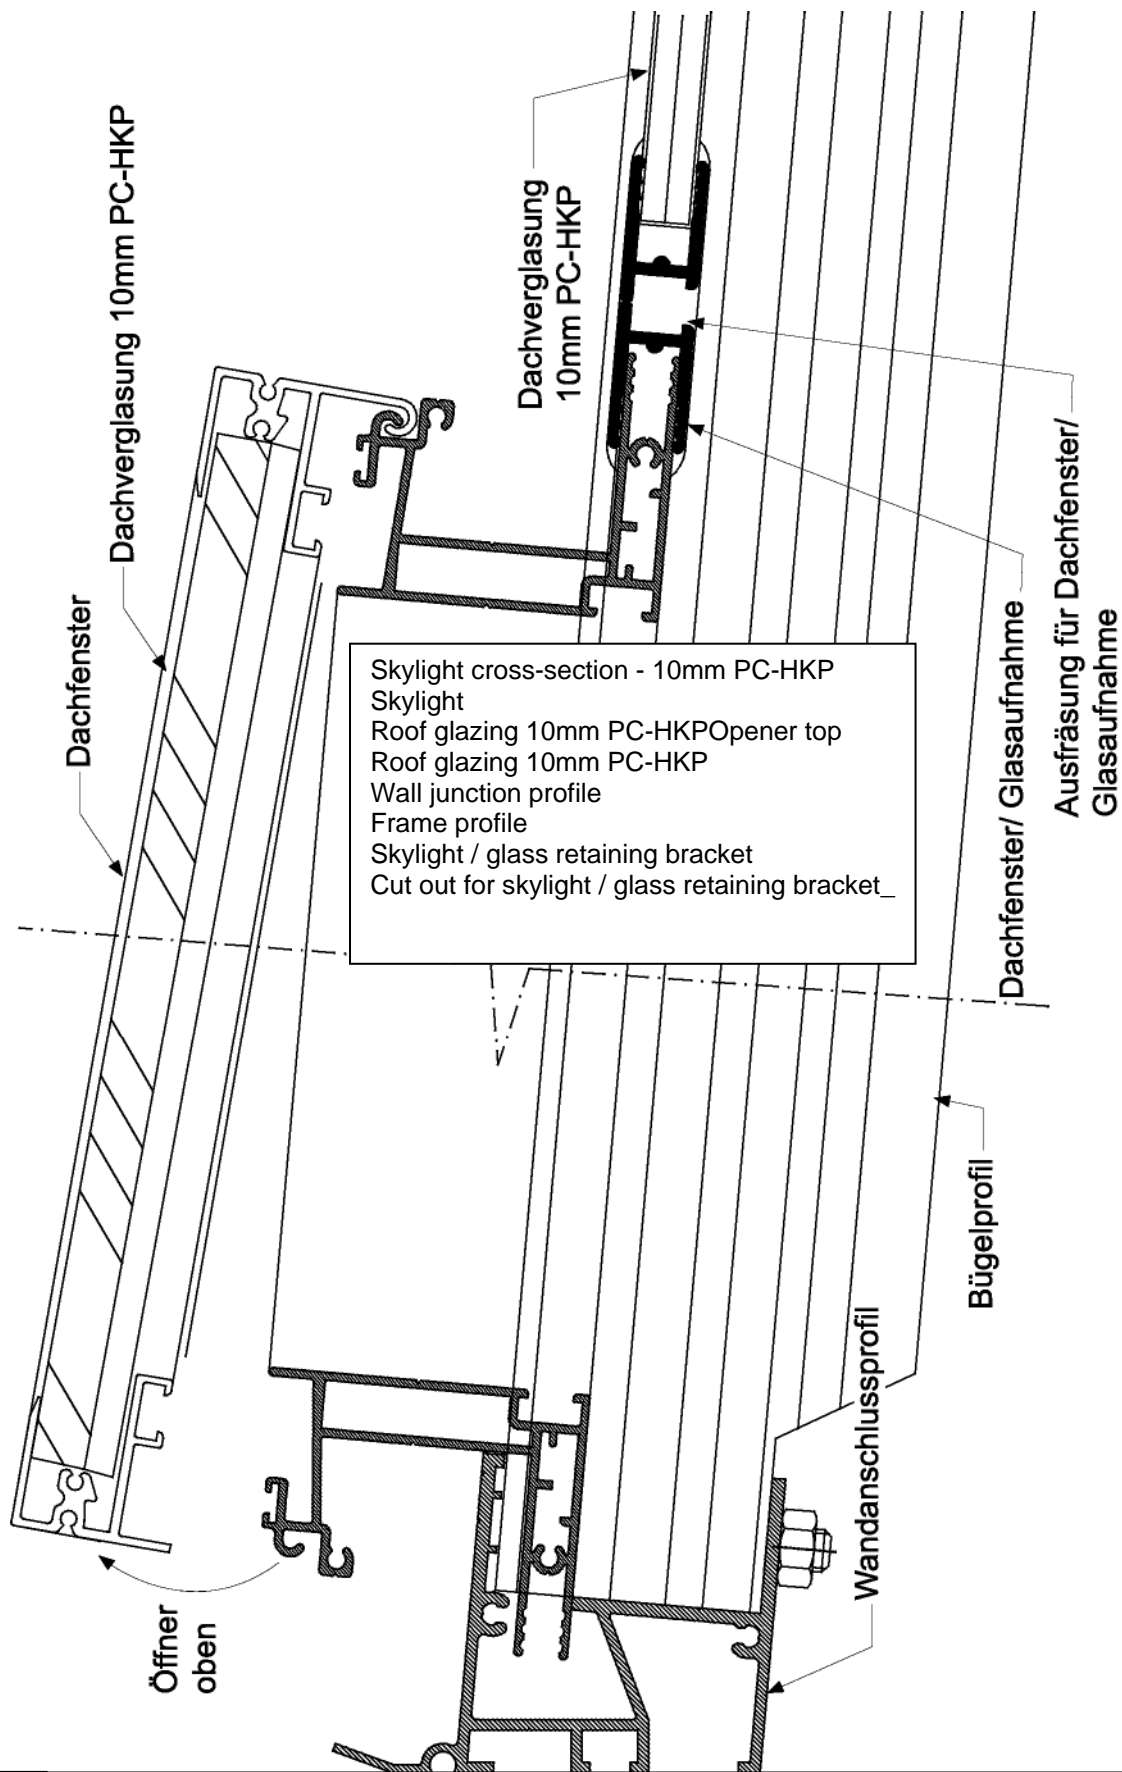 Dachfenster
Dachverglasung 10mm PC-HKP
Dachverglasung
10mm PC-HKP
Skylight cross-section - 10mm PC-HKP
Skylight
Roof glazing 10mm PC-HKPOpener top
Roof glazing 10mm PC-HKP
Wall junction profile
Frame profile
Skylight / glass retaining bracket
Cut out for skylight / glass retaining bracket_
Öffner
oben
Wandanschlussprofil
Bügelprofil
Dachfenster/ Glasaufnahme
Ausfräsung für Dachfenster/
Glasaufnahme